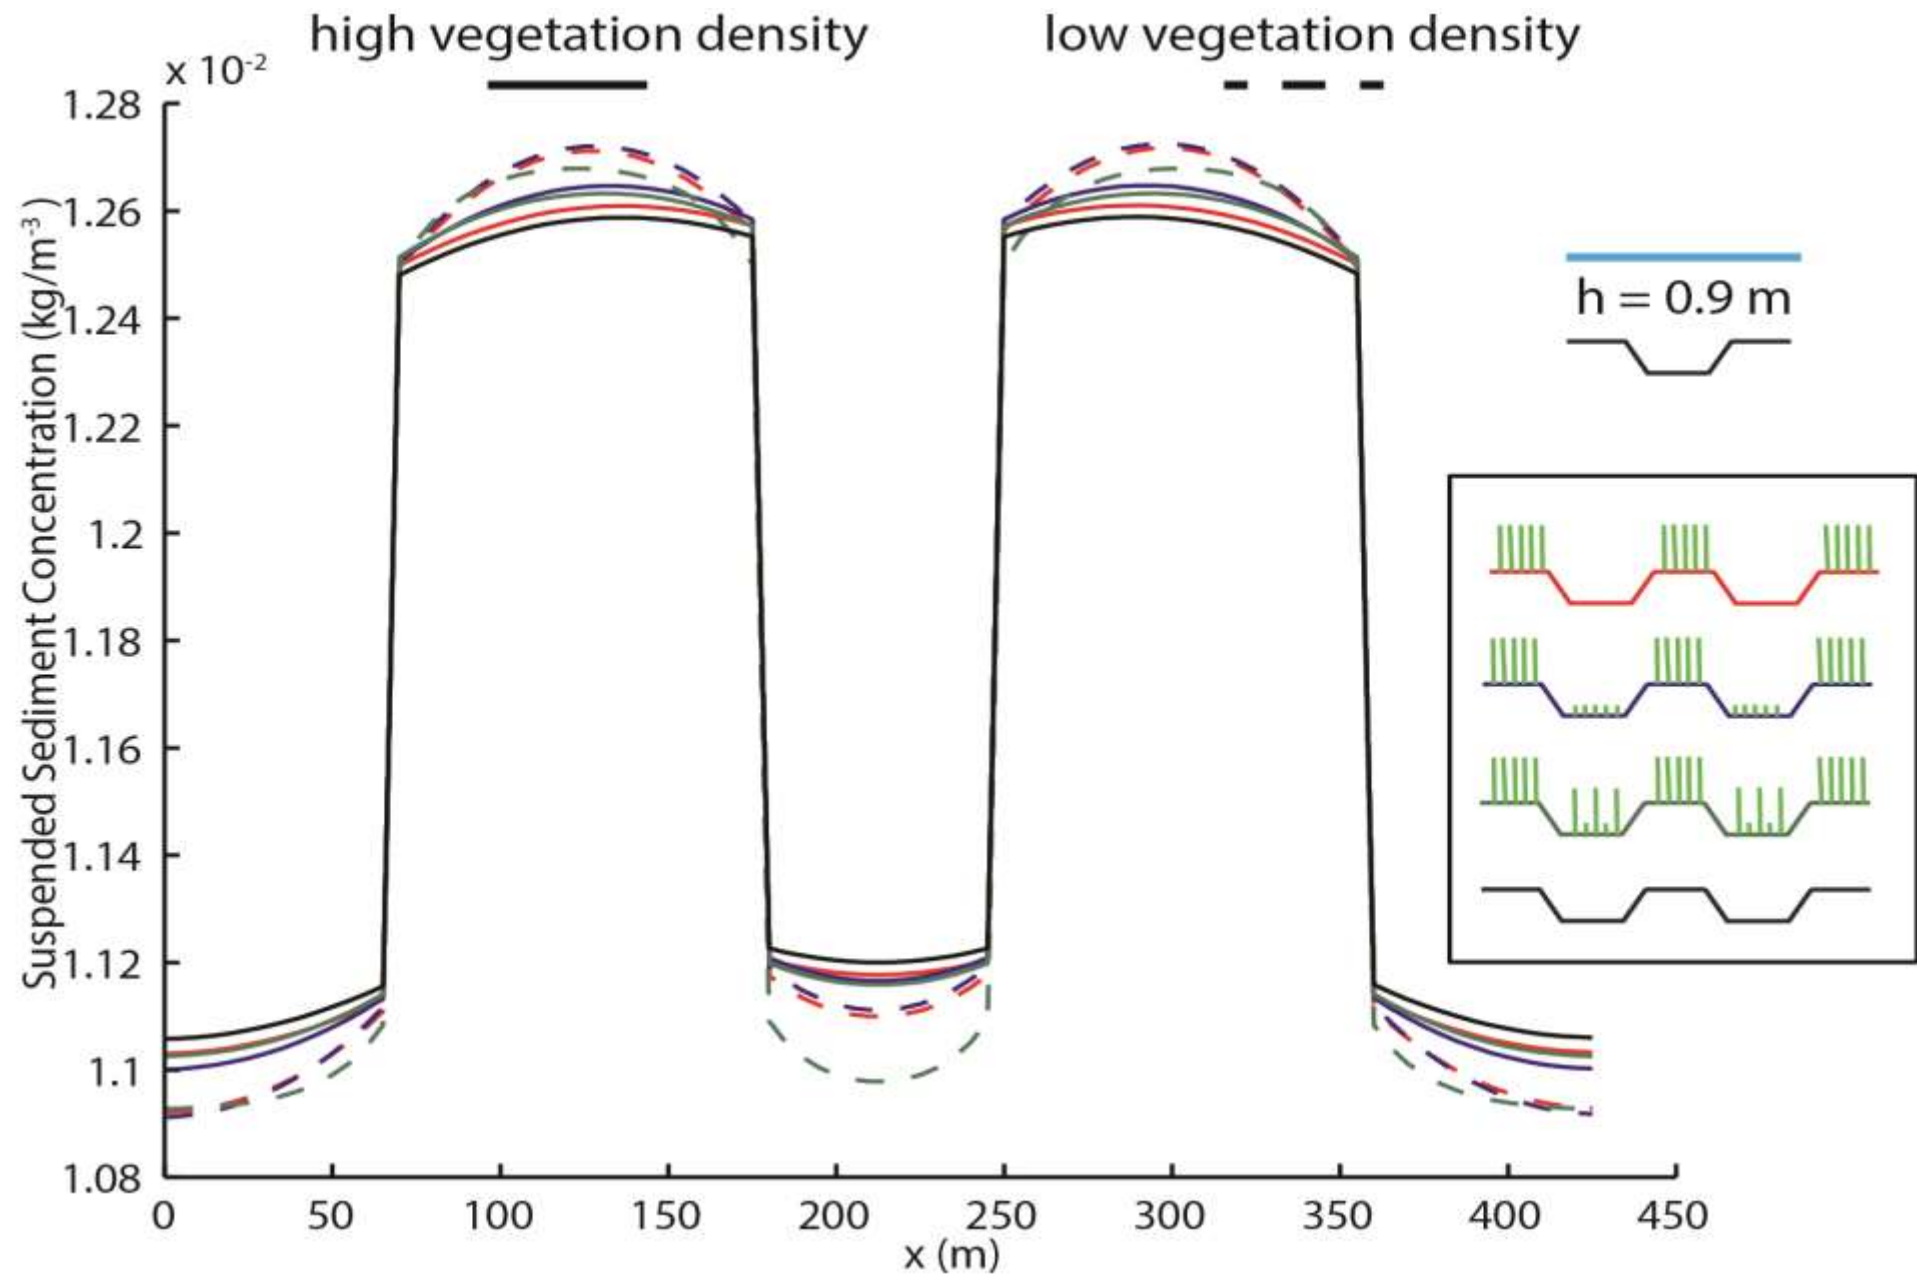 high vegetation density
low vegetation density
x 10-2
1.28
1.26
1.24
1.22
1.2
1.18
1.16
1.14
1.12
1.1
1.08
Suspended Sediment Concentration (kg/m-3 )
h = 0.9 m
0 50 100 150 200 250 300 350 400 450
x (m)